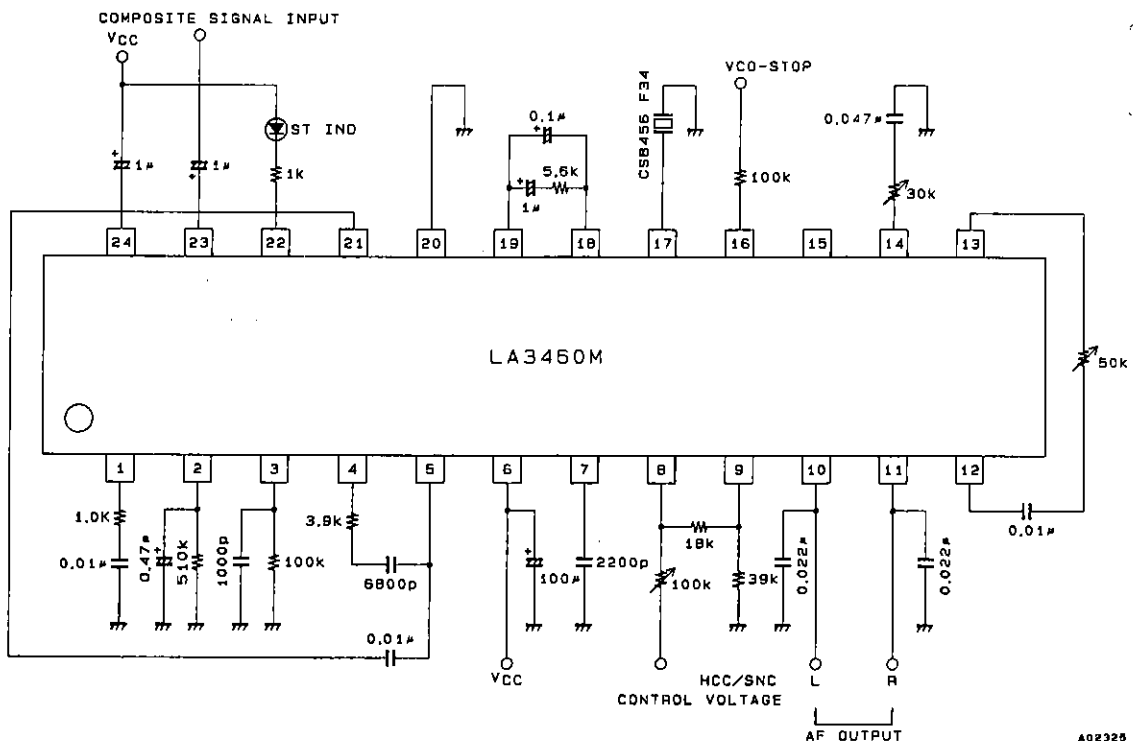 COMPOSITE SIGNAL INPUT
VCC
VCO-STOP
CSB456 F34
ST IND
0.1µ
0.047µ
1µ
1µ
1k
5.6k
1µ
100k
30k
24 23 22 21 20 19 18 17 16 15 14 13
LA3460M
50k
1 2 3 4 5 6 7 8 9 10 11 12
1.0K
0.01µ
0.47µ
510k
1000p
100k
3.9k
6800p
0.01µ
100µ
2200p
18k
100k
39k
0.022µ
0.022µ
0.01µ
VCC
HCC/SNC
CONTROL VOLTAGE
L
R
AF OUTPUT
A02325